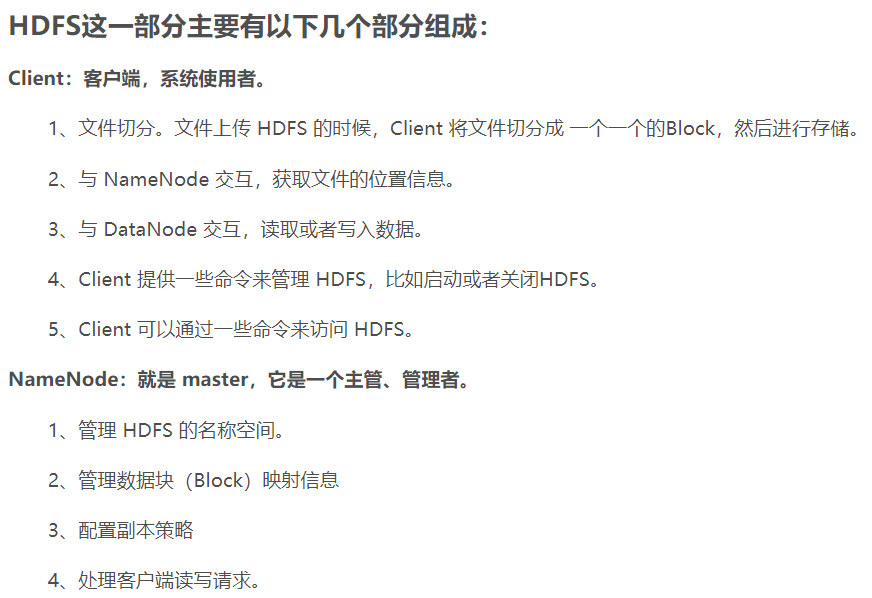 HDFS这一部分主要有以下几个部分组成：
Client：客户端，系统使用者。
1、文件切分。文件上传 HDFS 的时候，Client 将文件切分成 一个一个的Block，然后进行存储。
2、与 NameNode 交互，获取文件的位置信息。
3、与 DataNode 交互，读取或者写入数据。
4、Client 提供一些命令来管理 HDFS，比如启动或者关闭HDFS。
5、Client 可以通过一些命令来访问 HDFS。
NameNode：就是 master，它是一个主管、管理者。
1、管理 HDFS 的名称空间。
2、管理数据块（Block）映射信息
3、配置副本策略
4、处理客户端读写请求。